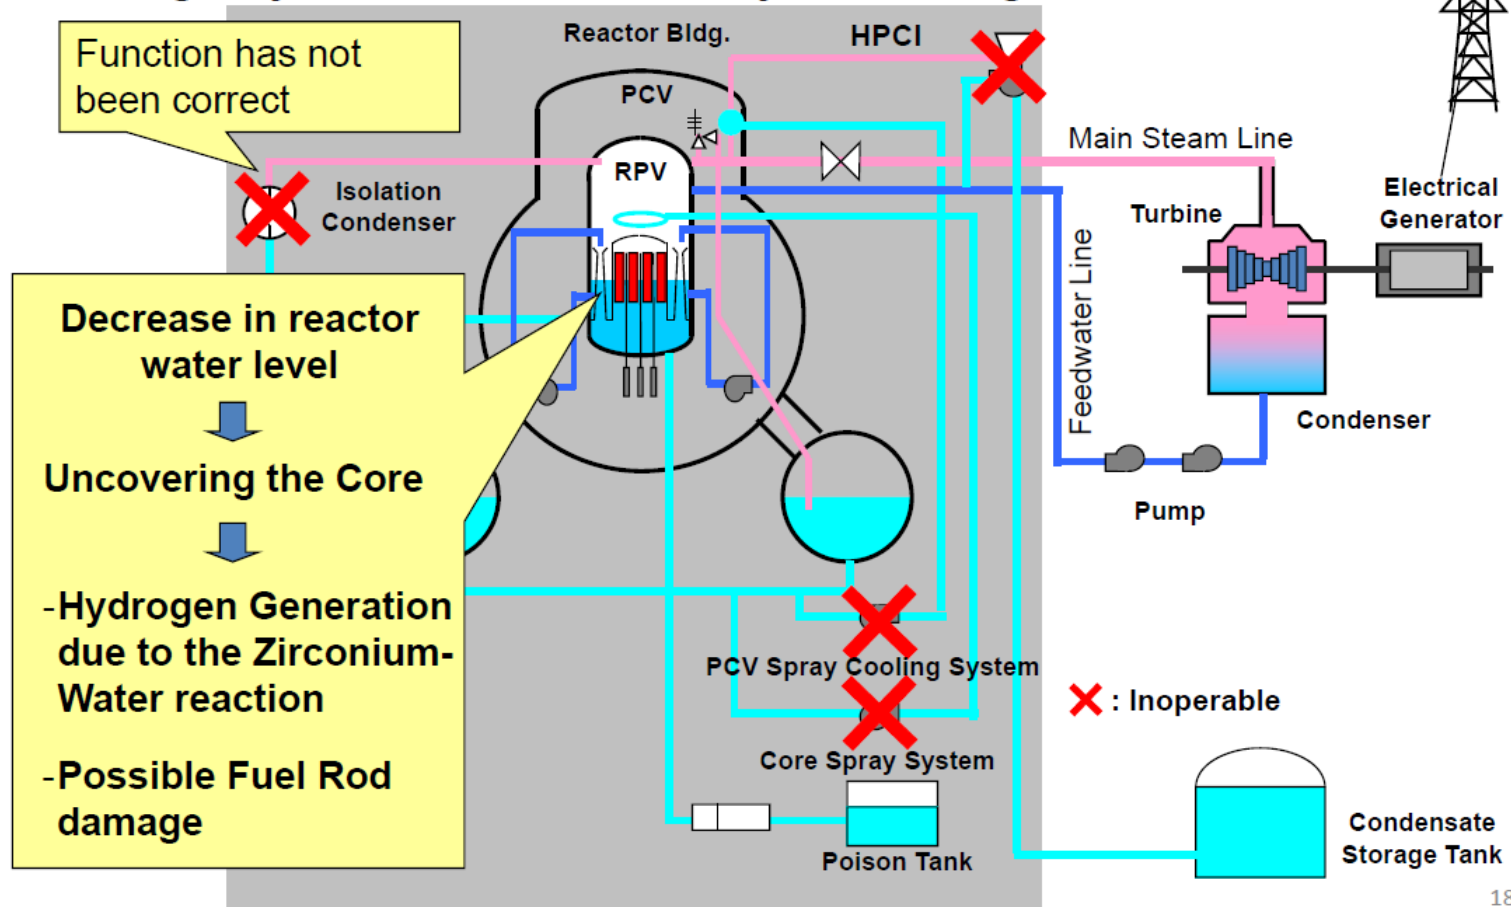 Function has not
been correct
Reactor Bldg.
HPCI
PCV
RPV
Isolation
Condenser
Main Steam Line
Turbine
Electrical
Generator
Feedwater Line
Condenser
Pump
Decrease in reactor
water level
Uncovering the Core
-Hydrogen Generation
due to the Zirconium-
Water reaction
-Possible Fuel Rod
damage
PCV Spray Cooling System
Core Spray System
Poison Tank
: Inoperable
Condensate
Storage Tank
18